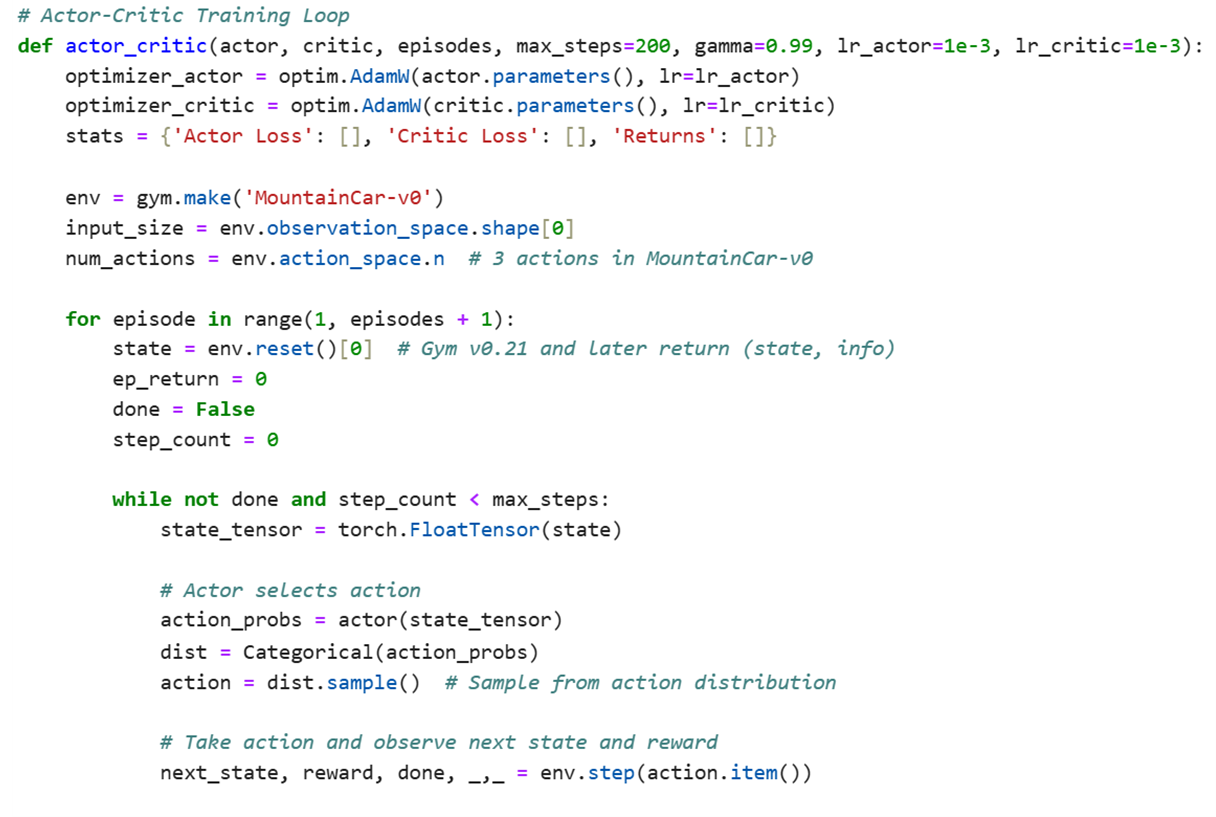 # Actor-Critic Training Loop
def actor_critic(actor, critic, episodes, max_steps=200, gamma=0.99, lr_actor=1e-3, lr_critic=1e-3):
    optimizer_actor = optim.AdamW(actor.parameters(), lr=lr_actor)
    optimizer_critic = optim.AdamW(critic.parameters(), lr=lr_critic)
    stats = {'Actor Loss': [], 'Critic Loss': [], 'Returns': []}

    env = gym.make('MountainCar-v0')
    input_size = env.observation_space.shape[0]
    num_actions = env.action_space.n  # 3 actions in MountainCar-v0

    for episode in range(1, episodes + 1):
        state = env.reset()[0]  # Gym v0.21 and later return (state, info)
        ep_return = 0
        done = False
        step_count = 0

        while not done and step_count < max_steps:
            state_tensor = torch.FloatTensor(state)

            # Actor selects action
            action_probs = actor(state_tensor)
            dist = Categorical(action_probs)
            action = dist.sample()  # Sample from action distribution

            # Take action and observe next state and reward
            next_state, reward, done, _,_ = env.step(action.item())